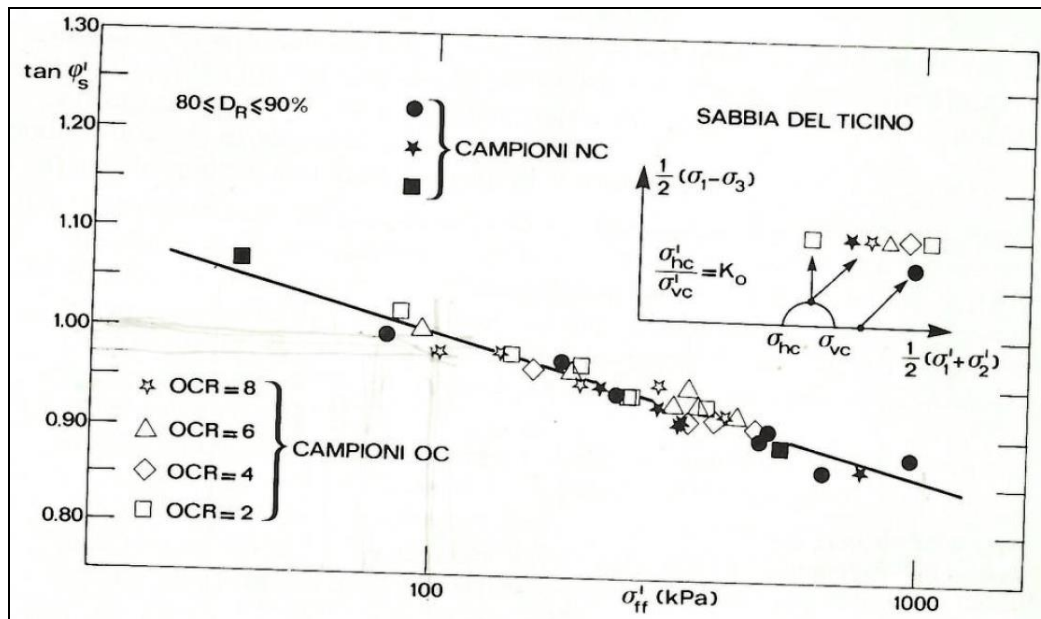 1.30
tan φ's
1.20
1.10
1.00
0.90
0.80
80 ≤ D_R ≤ 90%
CAMPIONI NC
SABBIA DEL TICINO
1/2 (σ1 − σ3)
σ'hc / σ'vc = K_o
σhc
σvc
1/2 (σ'1 + σ'2)
OCR = 8
OCR = 6
OCR = 4
OCR = 2
CAMPIONI OC
100
σ'ff (kPa)
1000